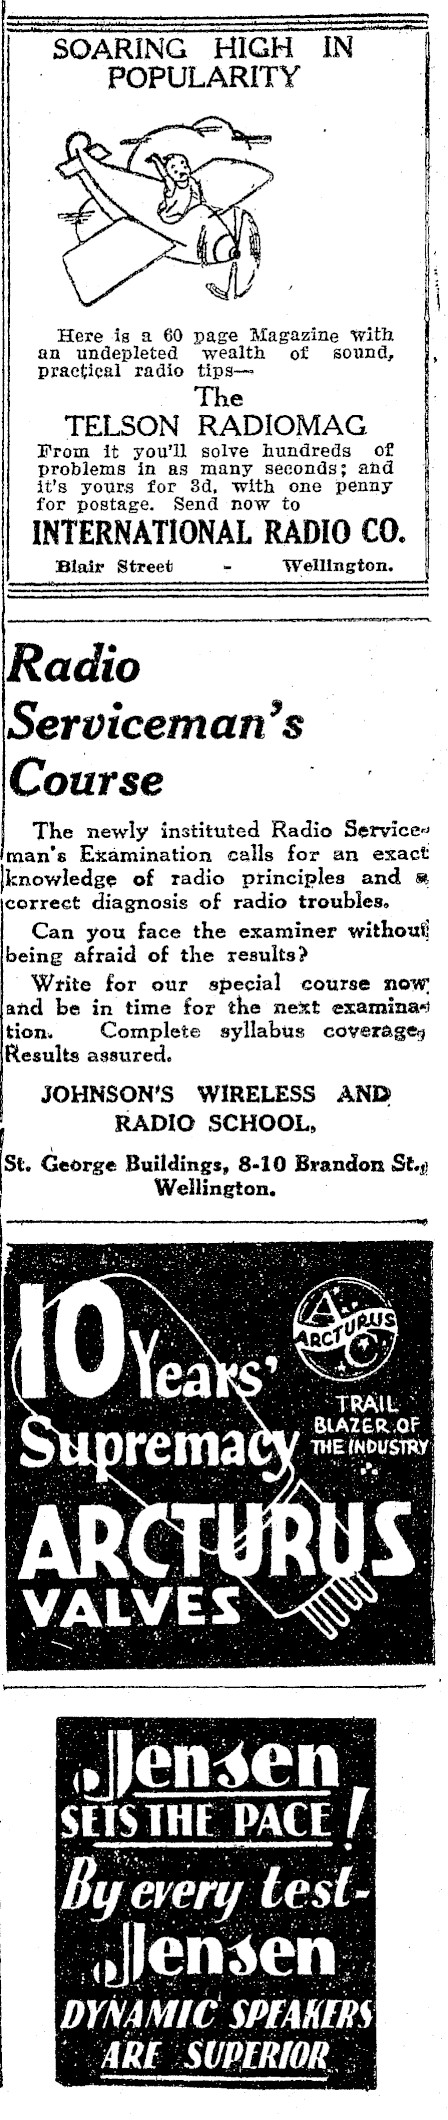 SOARING HIGH IN
POPULARITY
Here is a 60 page Magazine with
an undepleted wealth of sound,
practical radio tips—
The
TELSON RADIOMAG
From it you'll solve hundreds of
problems in as many seconds; and
it's yours for 3d, with one penny
for postage. Send now to
INTERNATIONAL RADIO CO.
Blair Street - Wellington.
Radio
Serviceman's
Course
The newly instituted Radio Service-
man's Examination calls for an exact
knowledge of radio principles and a
correct diagnosis of radio troubles.
Can you face the examiner without
being afraid of the results?
Write for our special course now
and be in time for the next examina-
tion. Complete syllabus coverage,
Results assured.
JOHNSON'S WIRELESS AND
RADIO SCHOOL,
St. George Buildings, 8-10 Brandon St.,
Wellington.
10 Years'
Supremacy
ARCTURUS
TRAIL
BLAZER OF
THE INDUSTRY
ARCTURUS
VALVES
Jensen
SETS THE PACE!
By every test-
Jensen
DYNAMIC SPEAKERS
ARE SUPERIOR